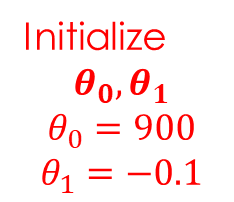 Initialize
θ₀, θ₁
θ₀ = 900
θ₁ = −0.1